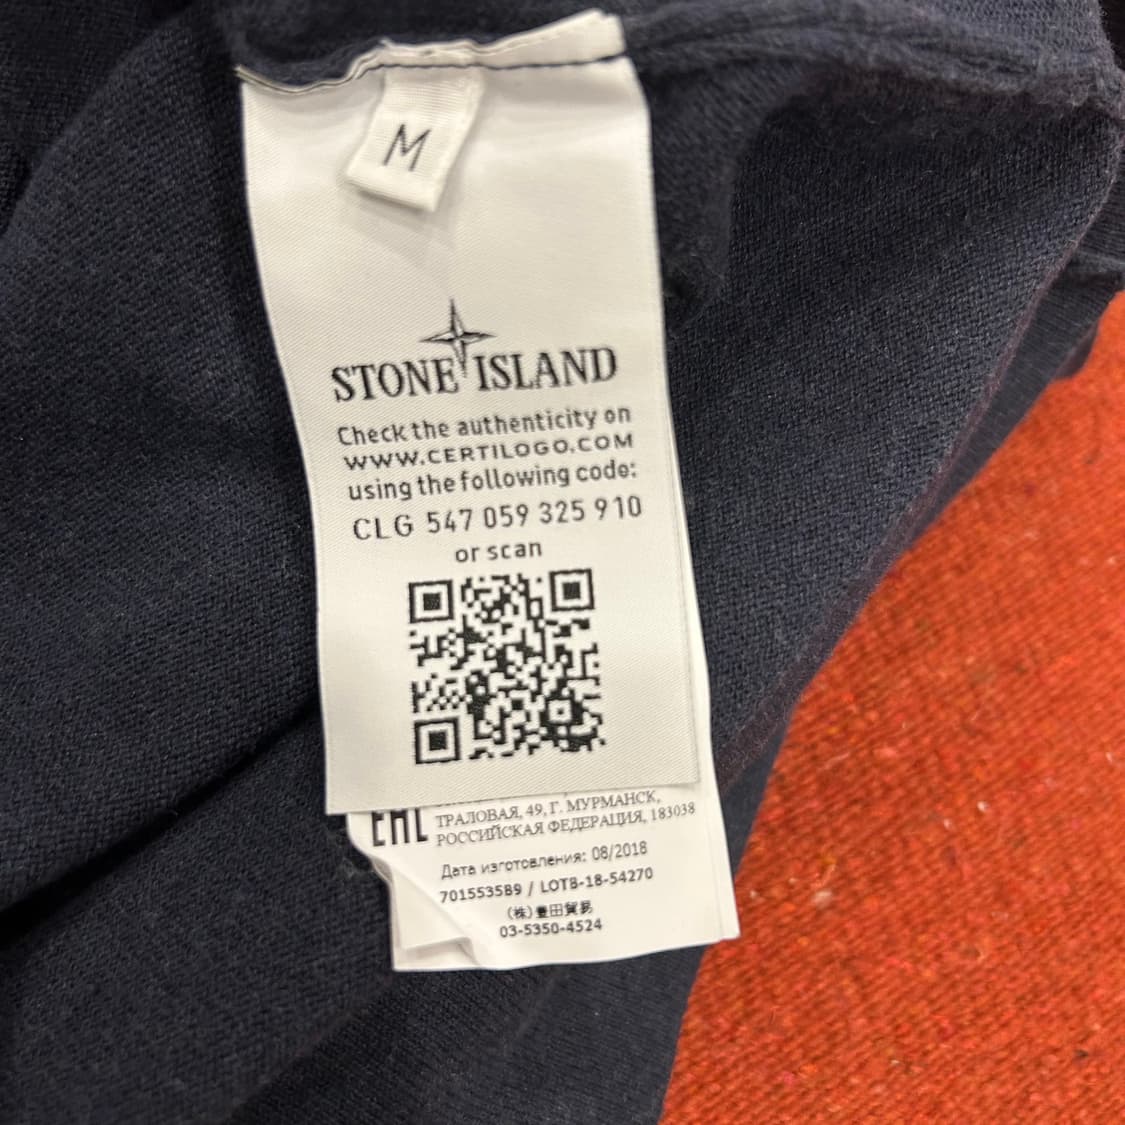 M
STONE ISLAND
Check the authenticity on
WWW.CERTILOGO.COM
using the following code:
CLG 547 059 325 910
or scan
EAC
ТРАЛОВАЯ, 49, Г. МУРМАНСК,
РОССИЙСКАЯ ФЕДЕРАЦИЯ, 183038
Дата изготовления: 08/2018
7015535B9 / LOTB-18-54270
(株)豊田貿易
03-5350-4524